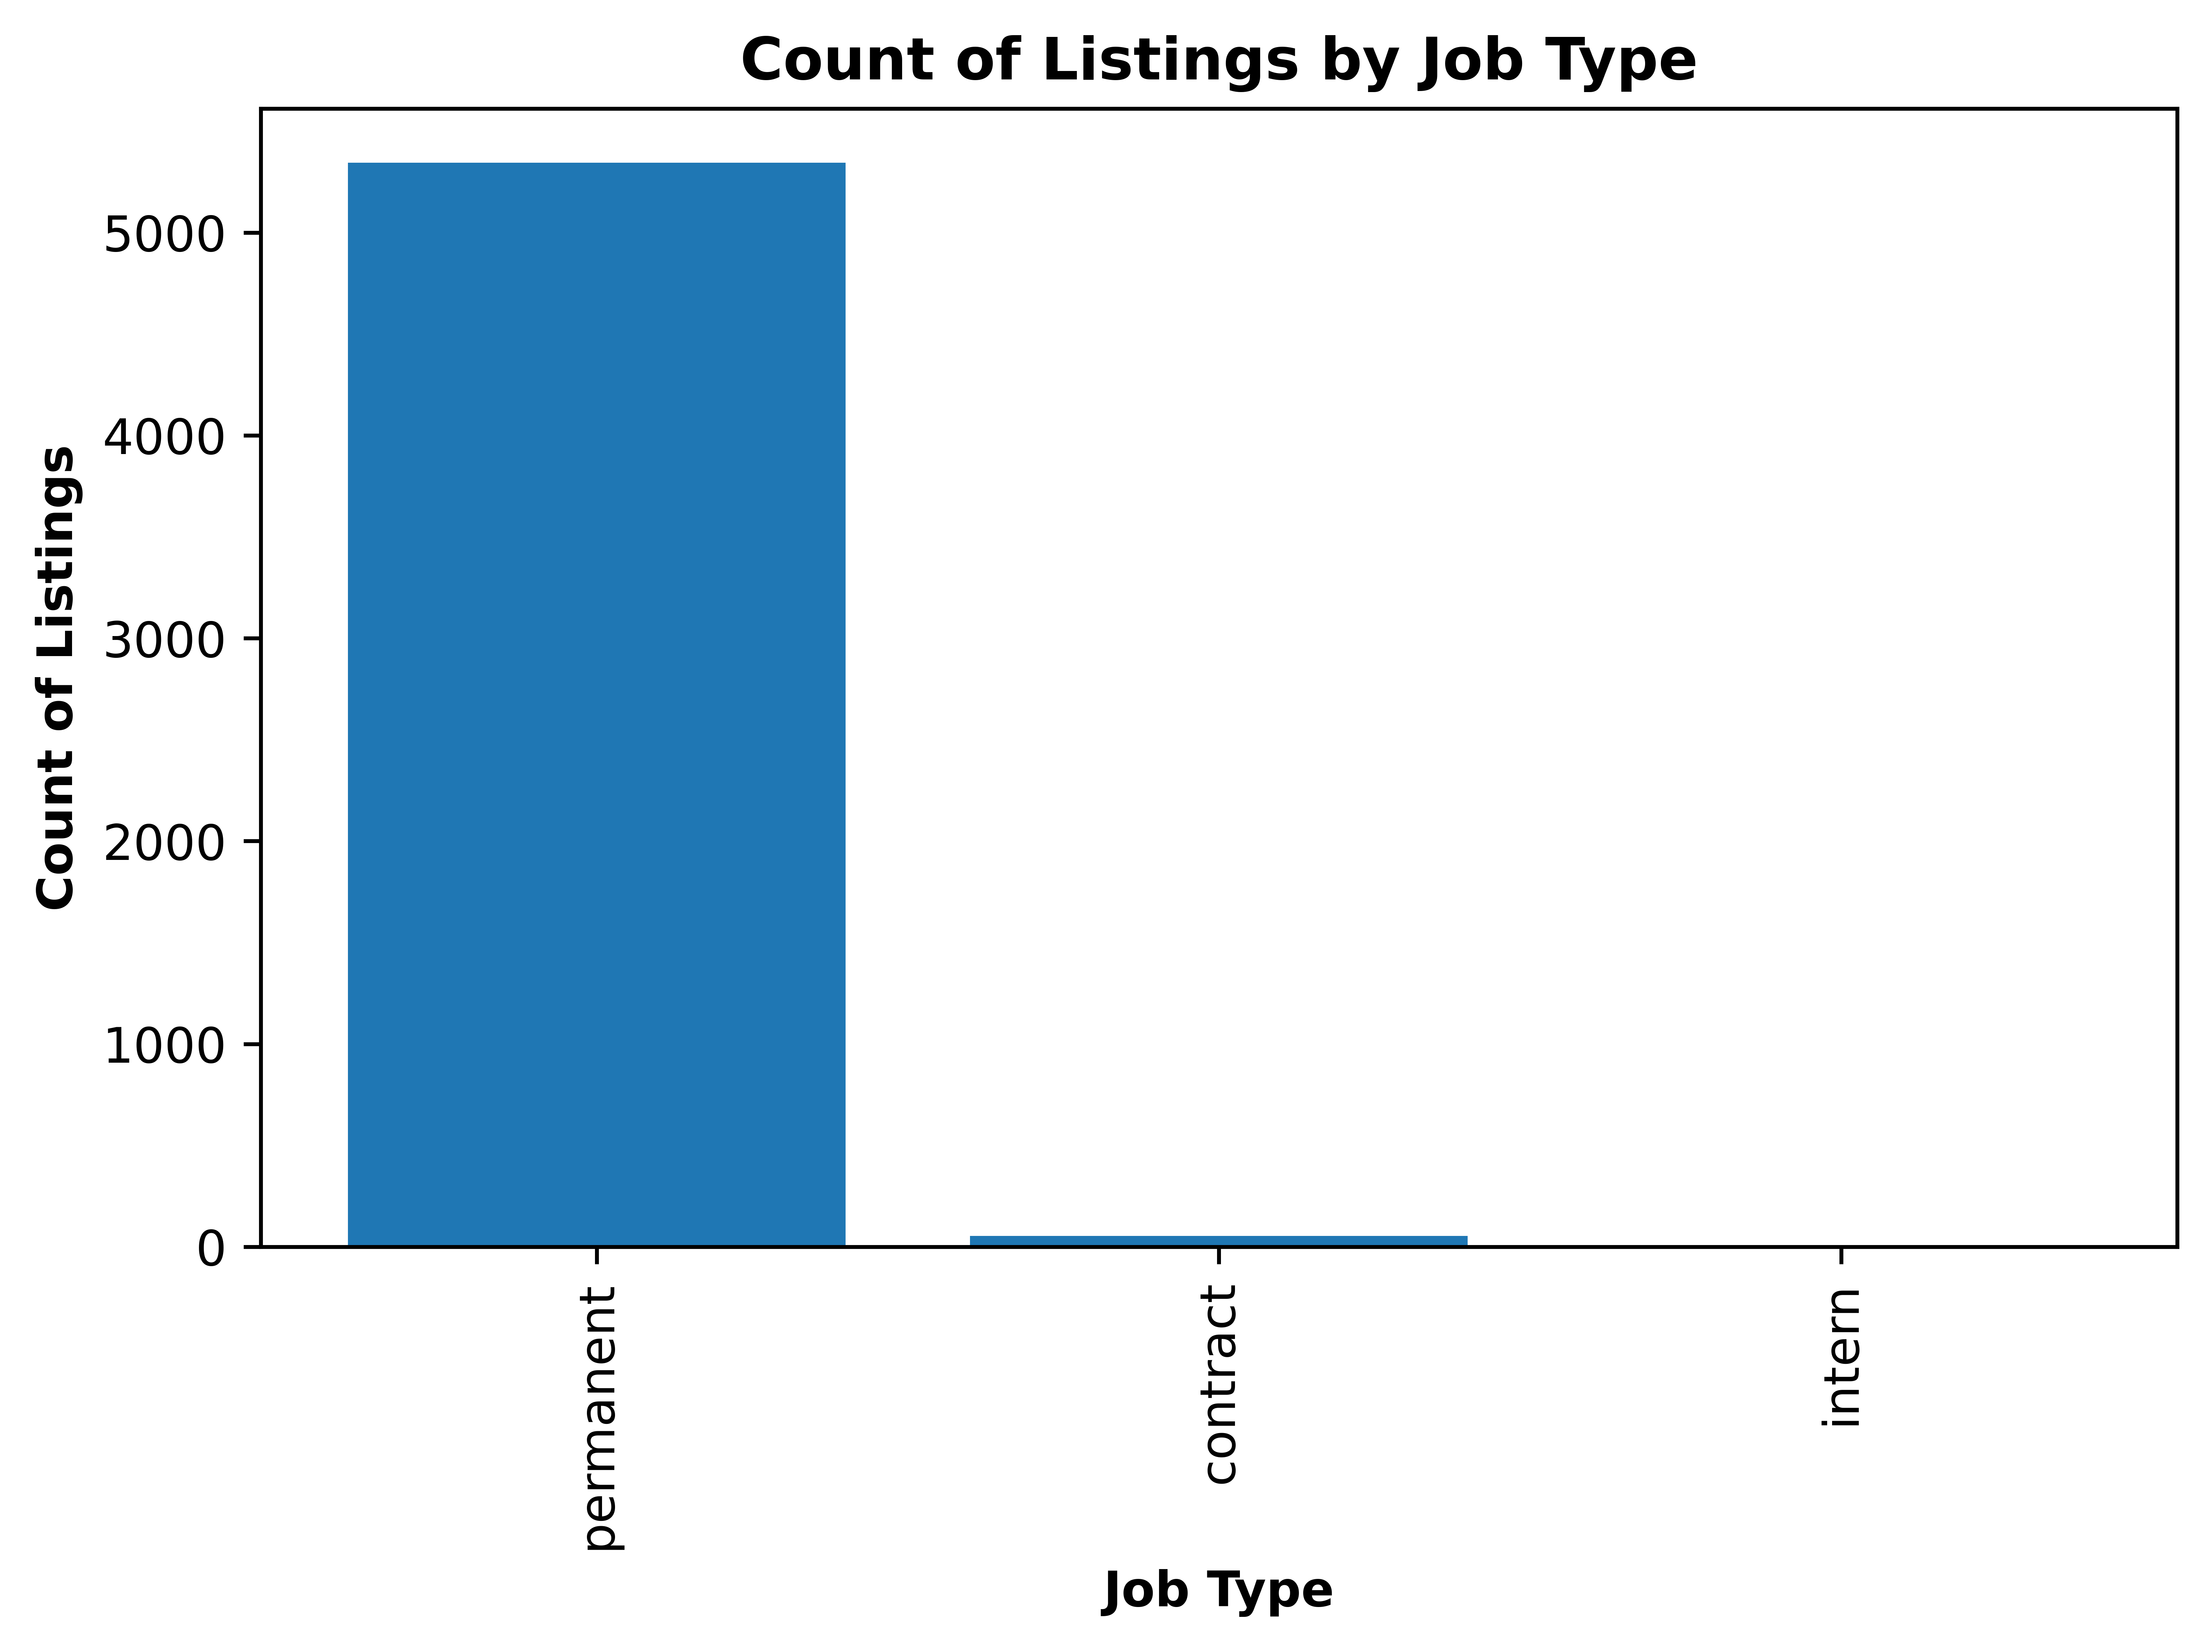 Count of Listings by Job Type
Count of Listings
5000
4000
3000
2000
1000
0
permanent
contract
intern
Job Type